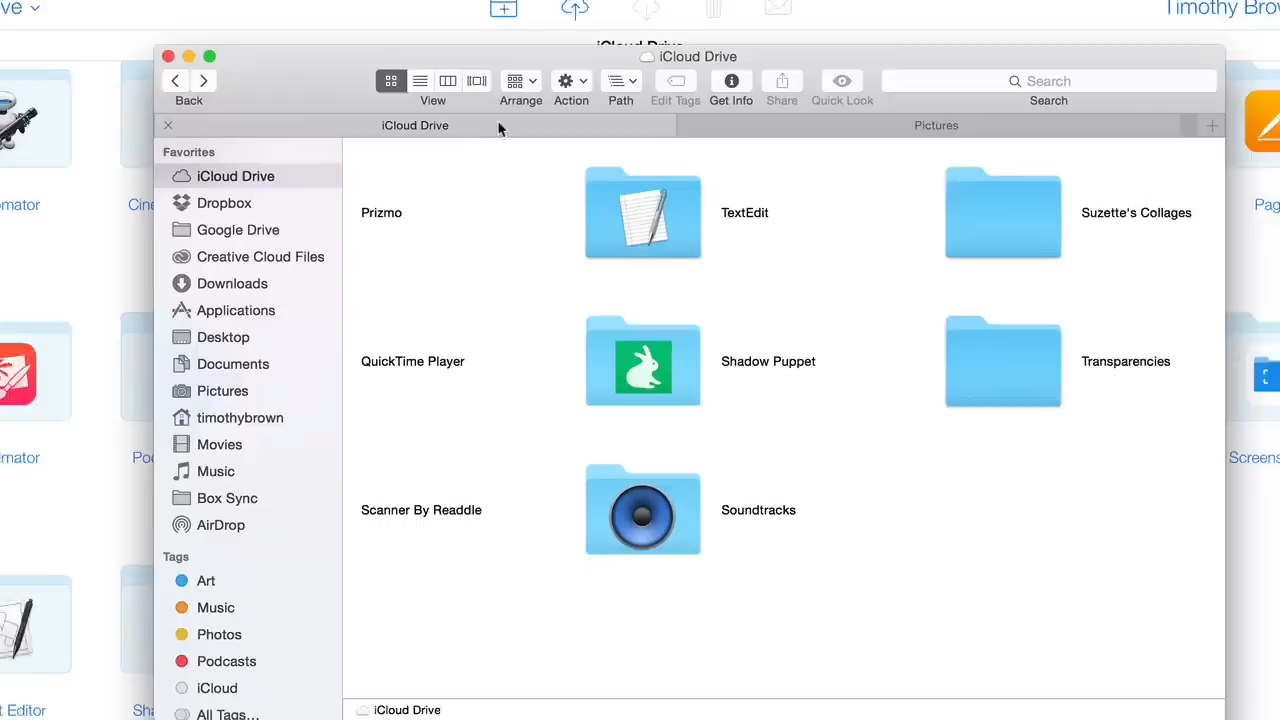 iCloud Drive
Back
View
Arrange
Action
Path
Edit Tags
Get Info
Share
Quick Look
Search
Search
iCloud Drive
Pictures
Favorites
iCloud Drive
Dropbox
Google Drive
Creative Cloud Files
Downloads
Applications
Desktop
Documents
Pictures
timothybrown
Movies
Music
Box Sync
AirDrop
Tags
Art
Music
Photos
Podcasts
iCloud
All Tags...
Prizmo
TextEdit
Suzette's Collages
QuickTime Player
Shadow Puppet
Transparencies
Scanner By Readdle
Soundtracks
iCloud Drive